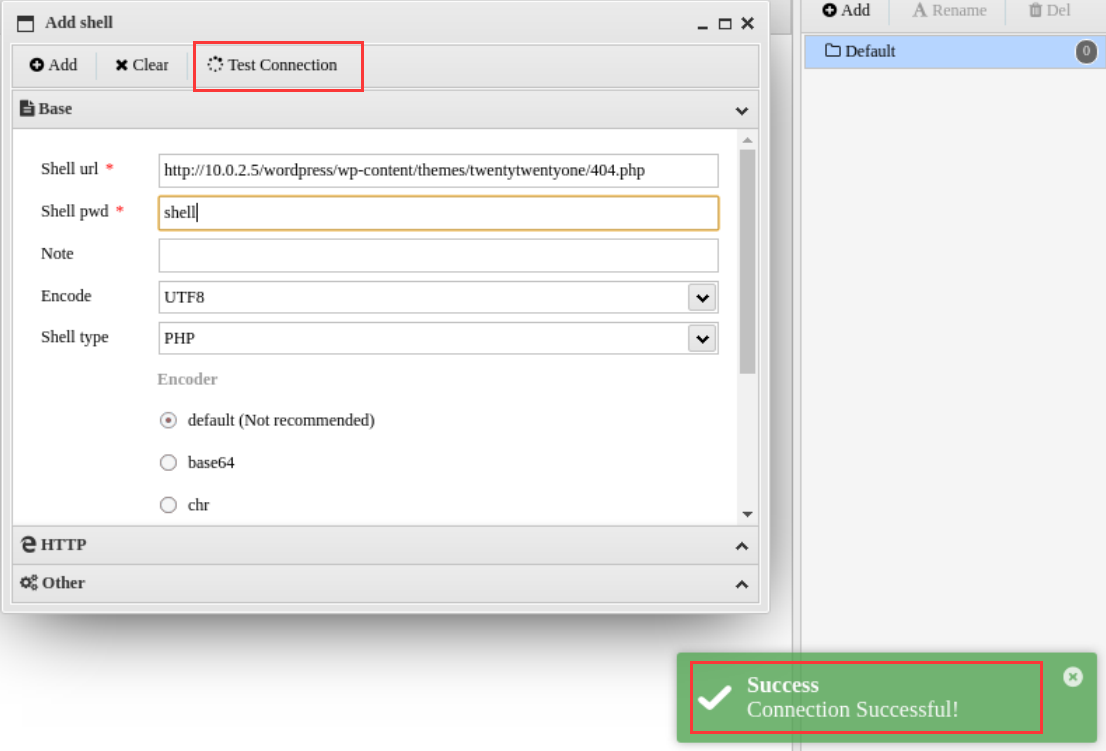 Add shell
Add Clear Test Connection
Base
Shell url * http://10.0.2.5/wordpress/wp-content/themes/twentytwentyone/404.php
Shell pwd * shell
Note
Encode UTF8
Shell type PHP
Encoder
default (Not recommended)
base64
chr
HTTP
Other
Add Rename Del
Default 0
Success
Connection Successful!